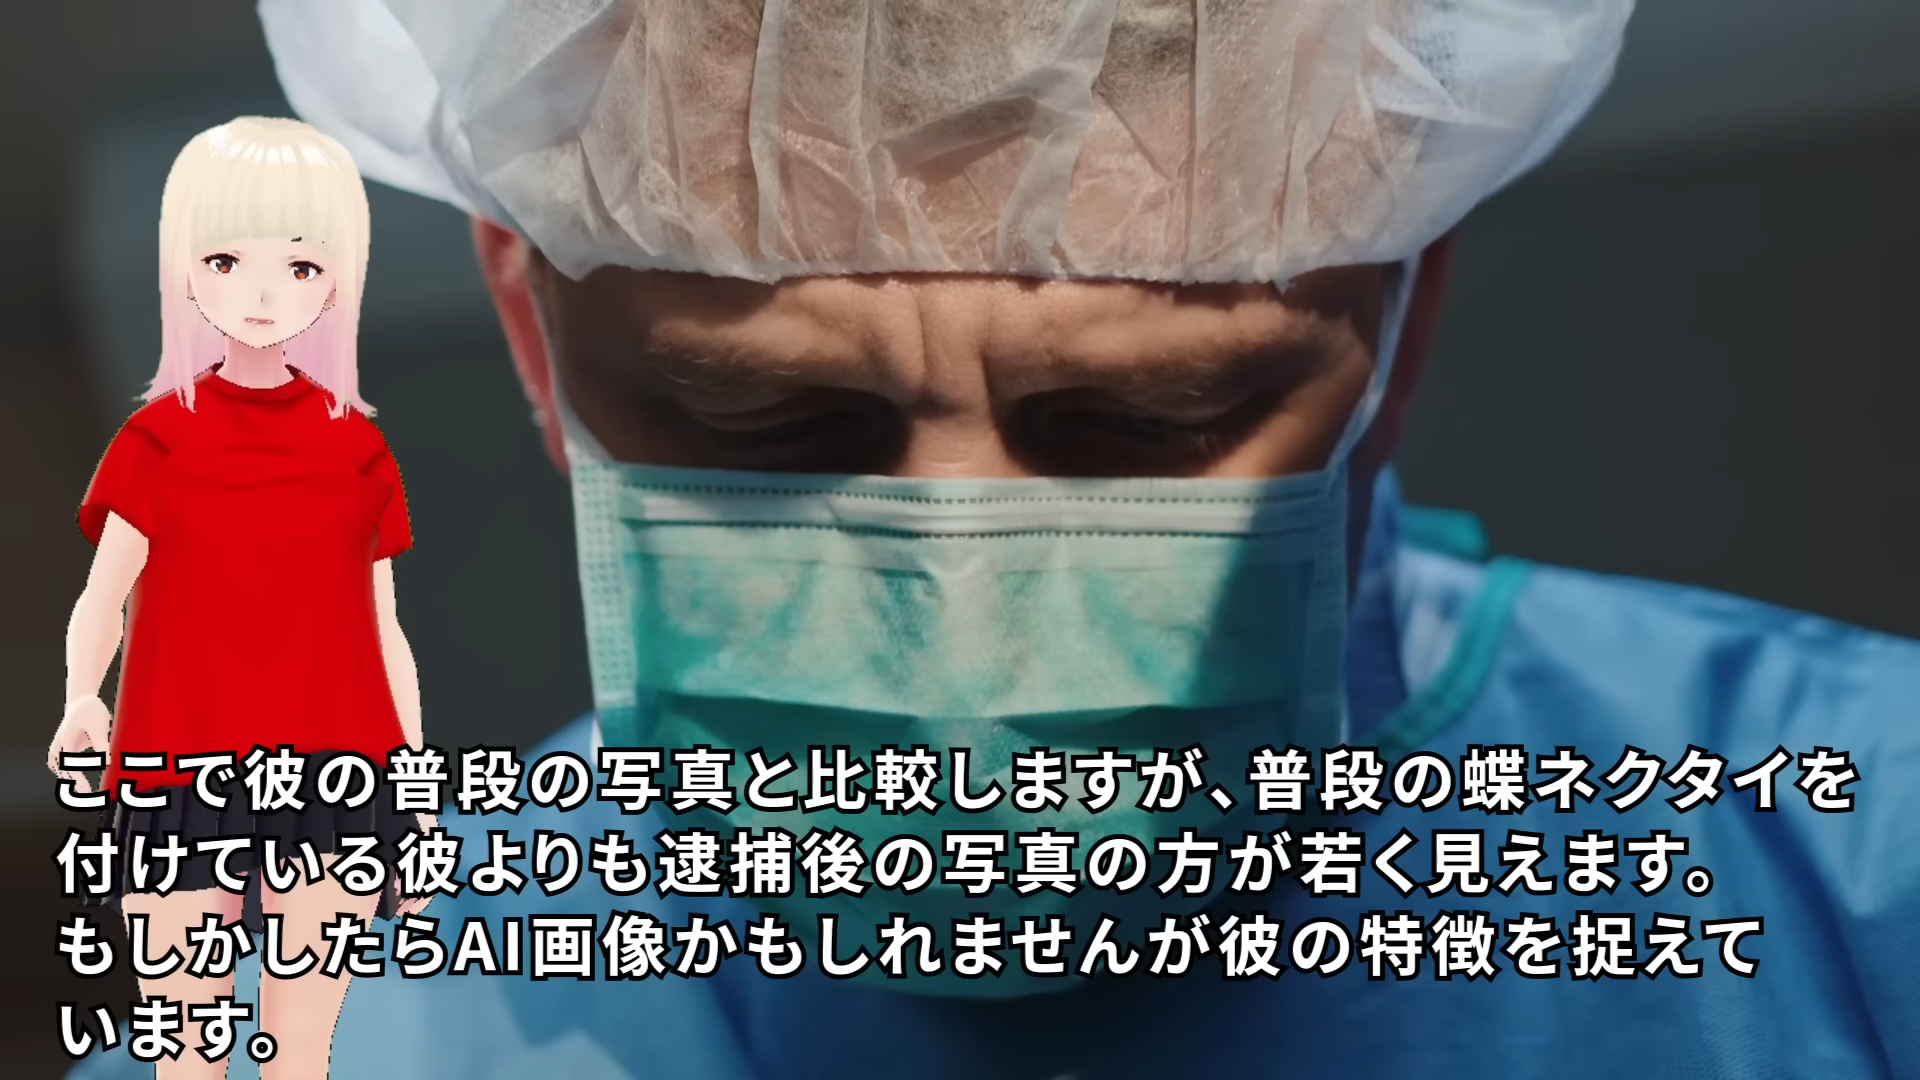 ここで彼の普段の写真と比較しますが、普段の蝶ネクタイを
付けている彼よりも逮捕後の写真の方が若く見えます。
もしかしたらAI画像かもしれませんが彼の特徴を捉えて
います。